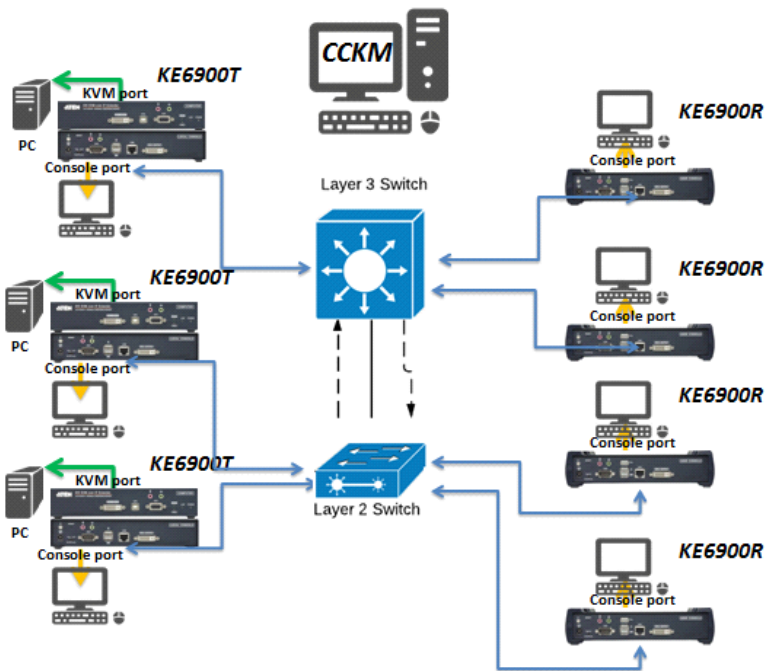 CCKM
KE6900T
KVM port
ATEN
PC
Console port
Layer 3 Switch
KE6900R
Console port
KE6900T
KVM port
PC
Console port
KE6900R
Console port
KE6900T
KVM port
PC
Console port
Layer 2 Switch
KE6900R
Console port
KE6900R
Console port